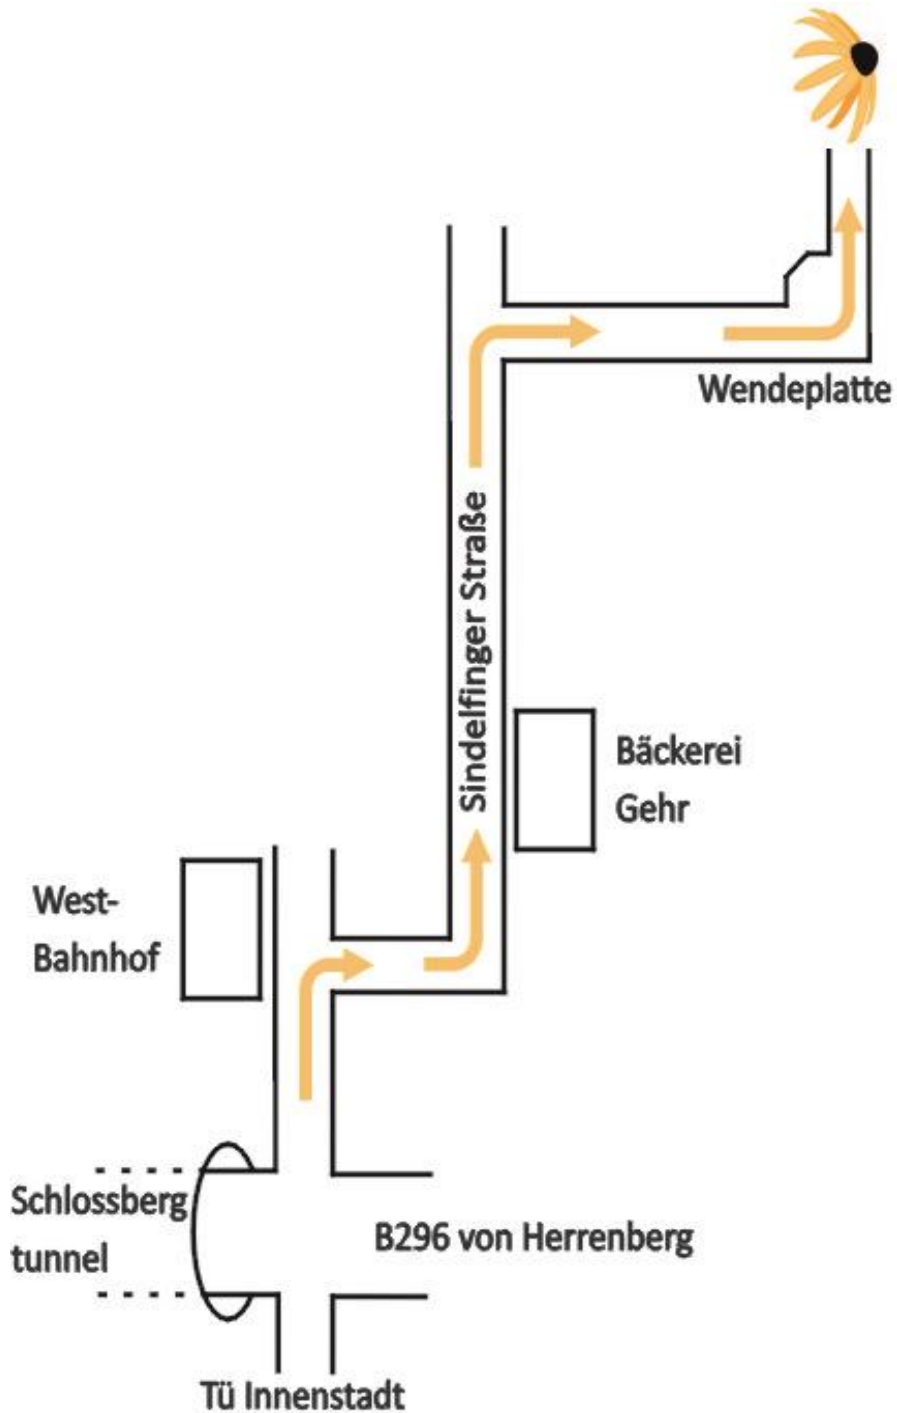 Wendeplatte
Sindelfinger Straße
Bäckerei
Gehr
West-
Bahnhof
Schlossberg
tunnel
B296 von Herrenberg
Tü Innenstadt